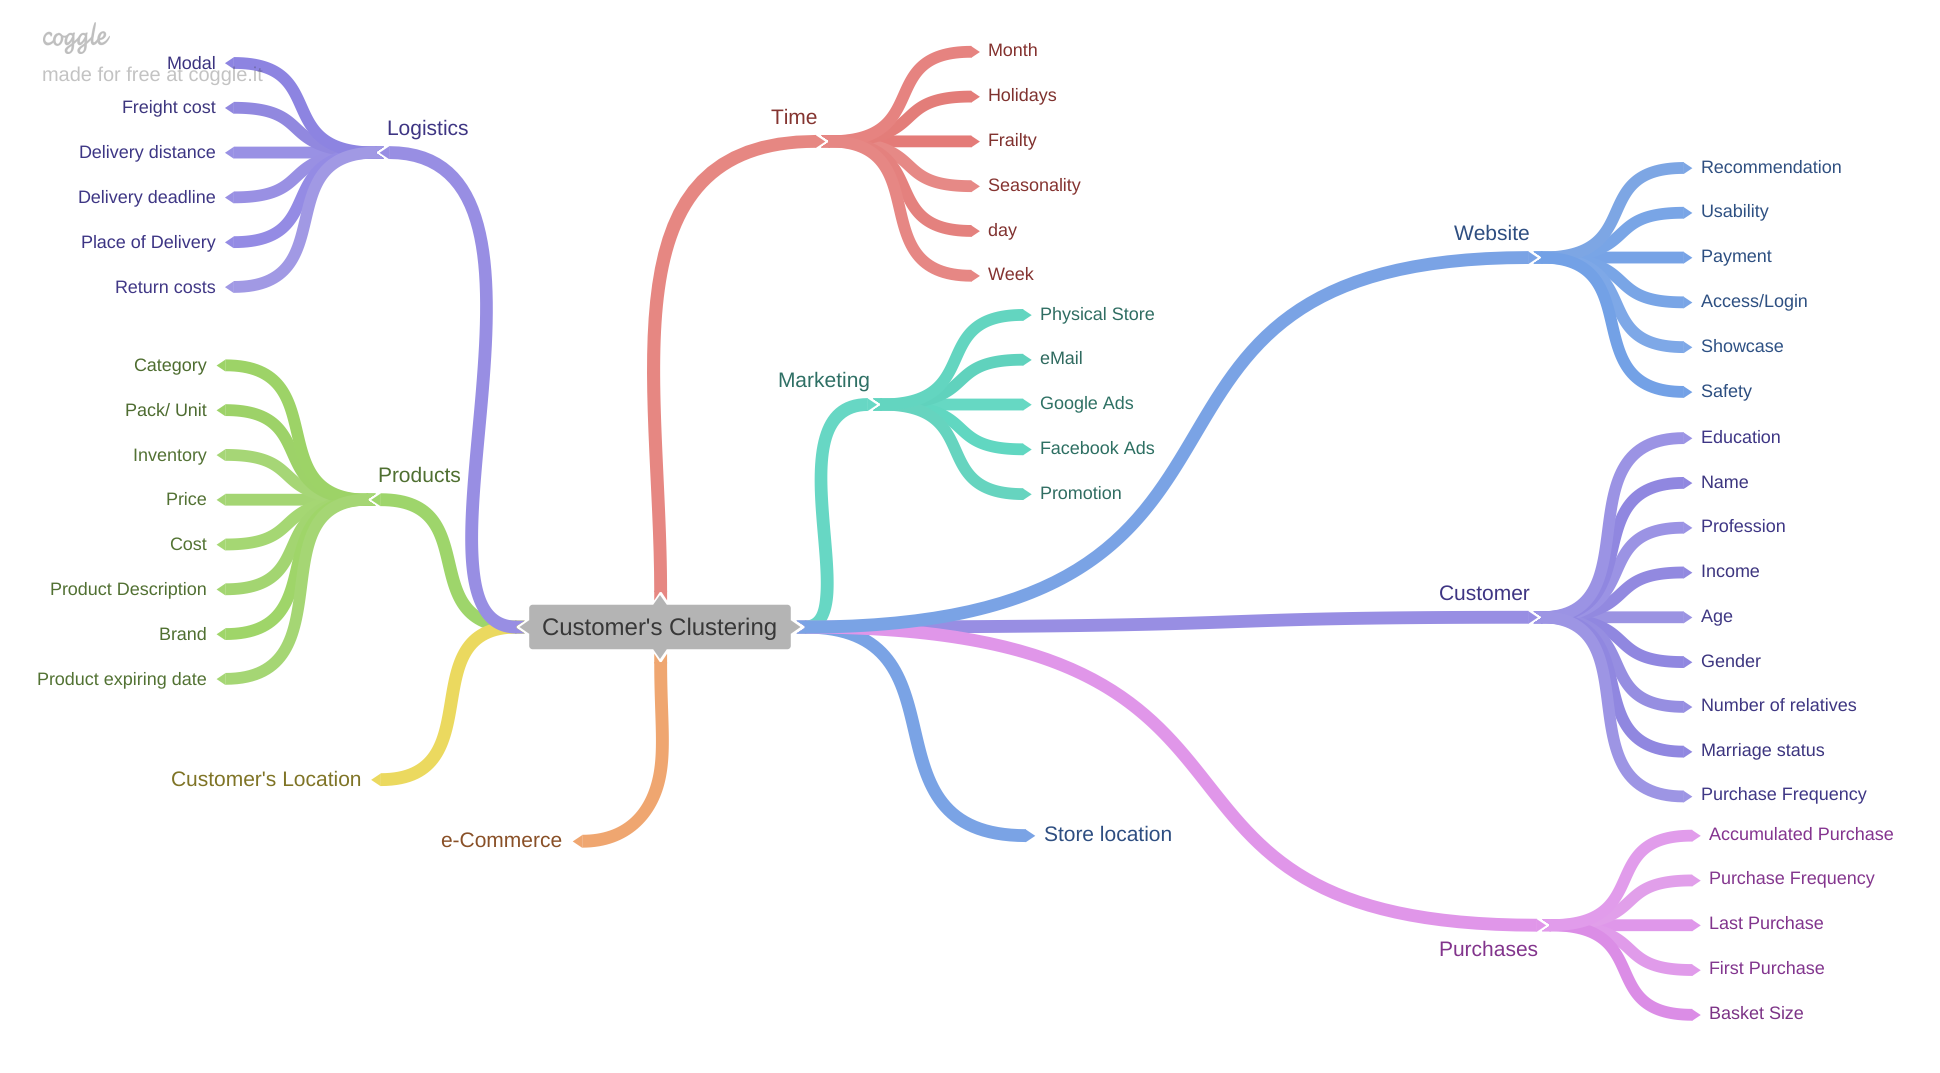 coggle
made for free at coggle.it
Logistics
Modal
Freight cost
Delivery distance
Delivery deadline
Place of Delivery
Return costs
Products
Category
Pack/ Unit
Inventory
Price
Cost
Product Description
Brand
Product expiring date
Customer's Location
e-Commerce
Customer's Clustering
Time
Month
Holidays
Frailty
Seasonality
day
Week
Marketing
Physical Store
eMail
Google Ads
Facebook Ads
Promotion
Website
Recommendation
Usability
Payment
Access/Login
Showcase
Safety
Customer
Education
Name
Profession
Income
Age
Gender
Number of relatives
Marriage status
Purchase Frequency
Store location
Purchases
Accumulated Purchase
Purchase Frequency
Last Purchase
First Purchase
Basket Size